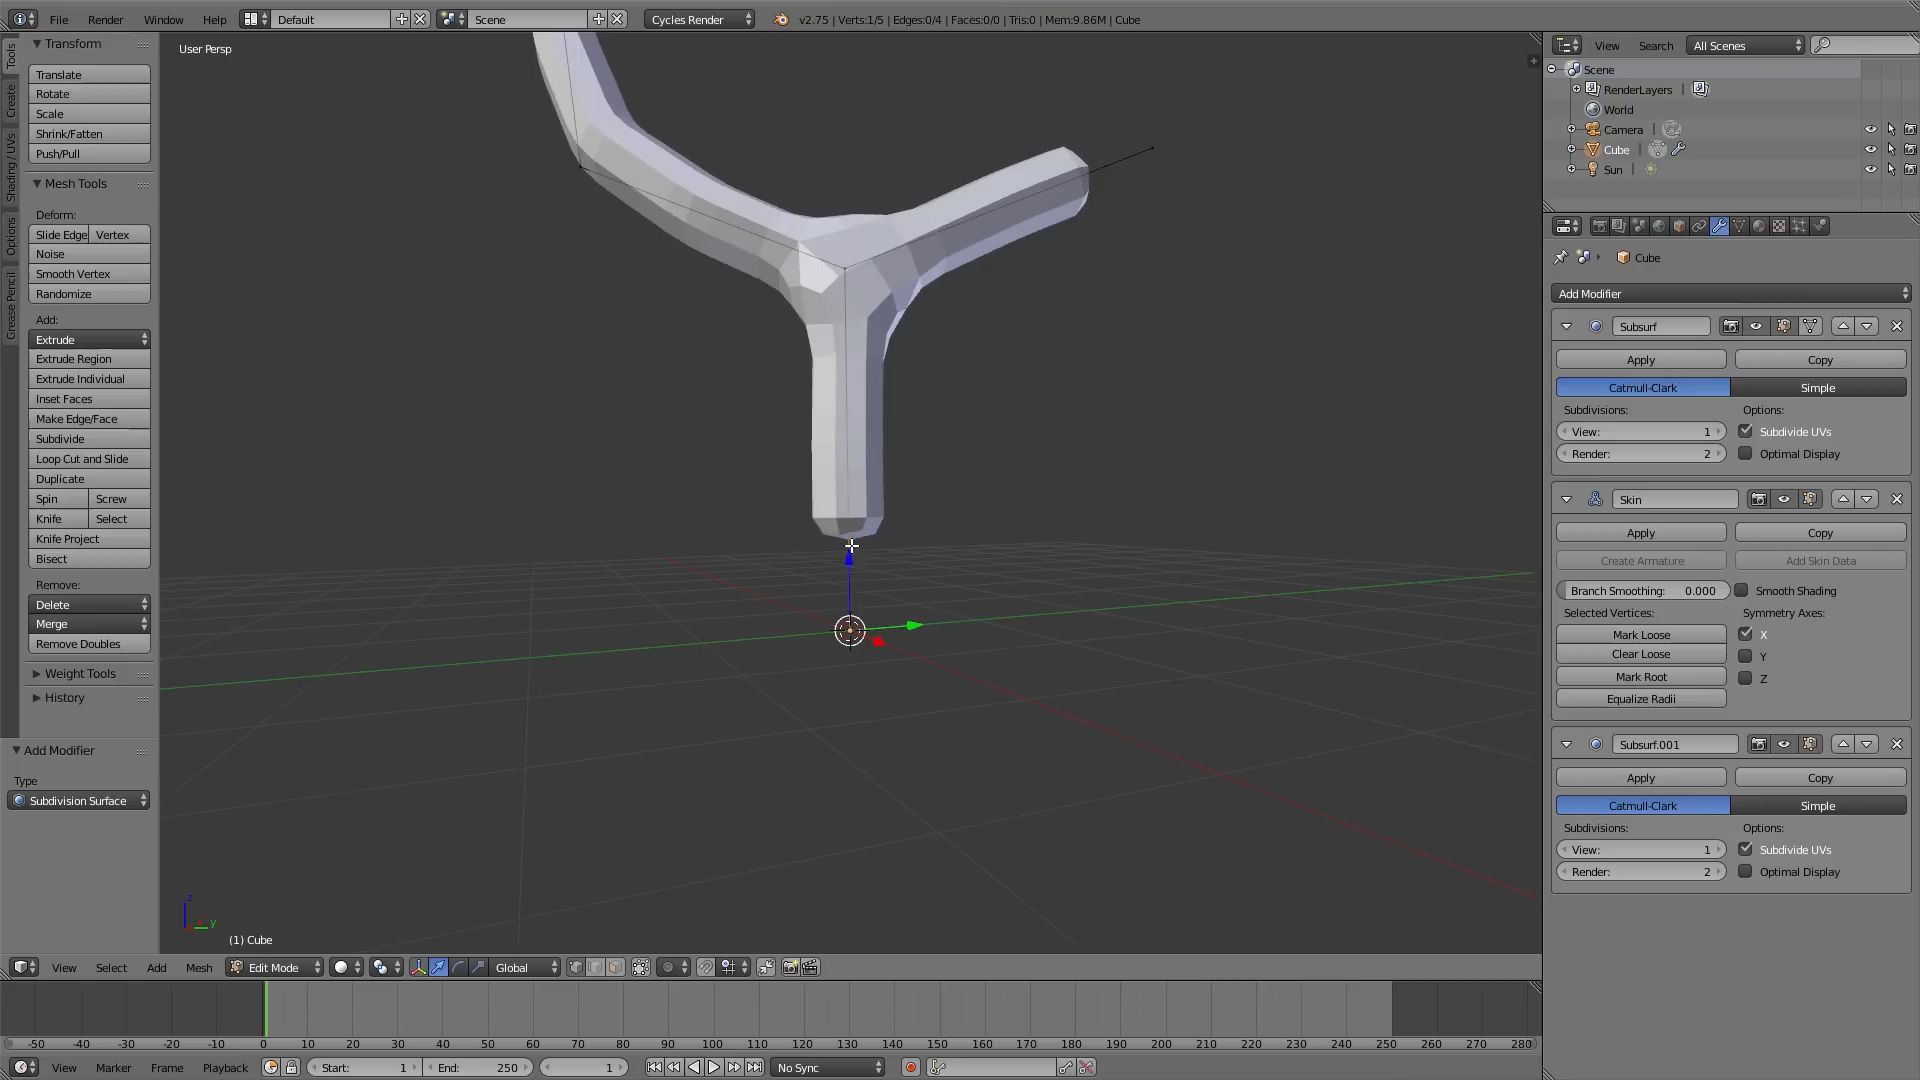 File Render Window Help Default Scene Cycles Render v2.75 | Verts:1/5 | Edges:0/4 | Faces:0/0 | Tris:0 | Mem:9.86M | Cube
Tools
Create
Shading / UVs
Options
Grease Pencil
Transform
Translate
Rotate
Scale
Shrink/Fatten
Push/Pull
Mesh Tools
Deform:
Slide Edge Vertex
Noise
Smooth Vertex
Randomize
Add:
Extrude
Extrude Region
Extrude Individual
Inset Faces
Make Edge/Face
Subdivide
Loop Cut and Slide
Duplicate
Spin Screw
Knife Select
Knife Project
Bisect
Remove:
Delete
Merge
Remove Doubles
Weight Tools
History
Add Modifier
Type
Subdivision Surface
User Persp
z
y
(1) Cube
View Select Add Mesh Edit Mode Global
-50 -40 -30 -20 -10 0 10 20 30 40 50 60 70 80 90 100 110 120 130 140 150 160 170 180 190 200 210 220 230 240 250 260 270 280
View Marker Frame Playback Start: 1 End: 250 1 No Sync
View Search All Scenes
Scene
RenderLayers |
World
Camera |
Cube |
Sun |
Cube
Add Modifier
Subsurf
Apply Copy
Catmull-Clark Simple
Subdivisions: Options:
View: 1 Subdivide UVs
Render: 2 Optimal Display
Skin
Apply Copy
Create Armature Add Skin Data
Branch Smoothing: 0.000 Smooth Shading
Selected Vertices: Symmetry Axes:
Mark Loose X
Clear Loose Y
Mark Root Z
Equalize Radii
Subsurf.001
Apply Copy
Catmull-Clark Simple
Subdivisions: Options:
View: 1 Subdivide UVs
Render: 2 Optimal Display